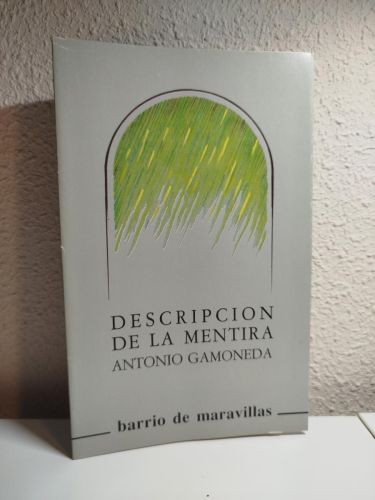 DESCRIPCION
DE LA MENTIRA
ANTONIO GAMONEDA
barrio de maravillas